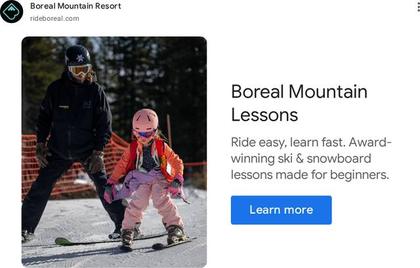 Boreal Mountain Resort
rideboreal.com
Boreal Mountain
Lessons
Ride easy, learn fast. Award-
winning ski & snowboard
lessons made for beginners.
Learn more